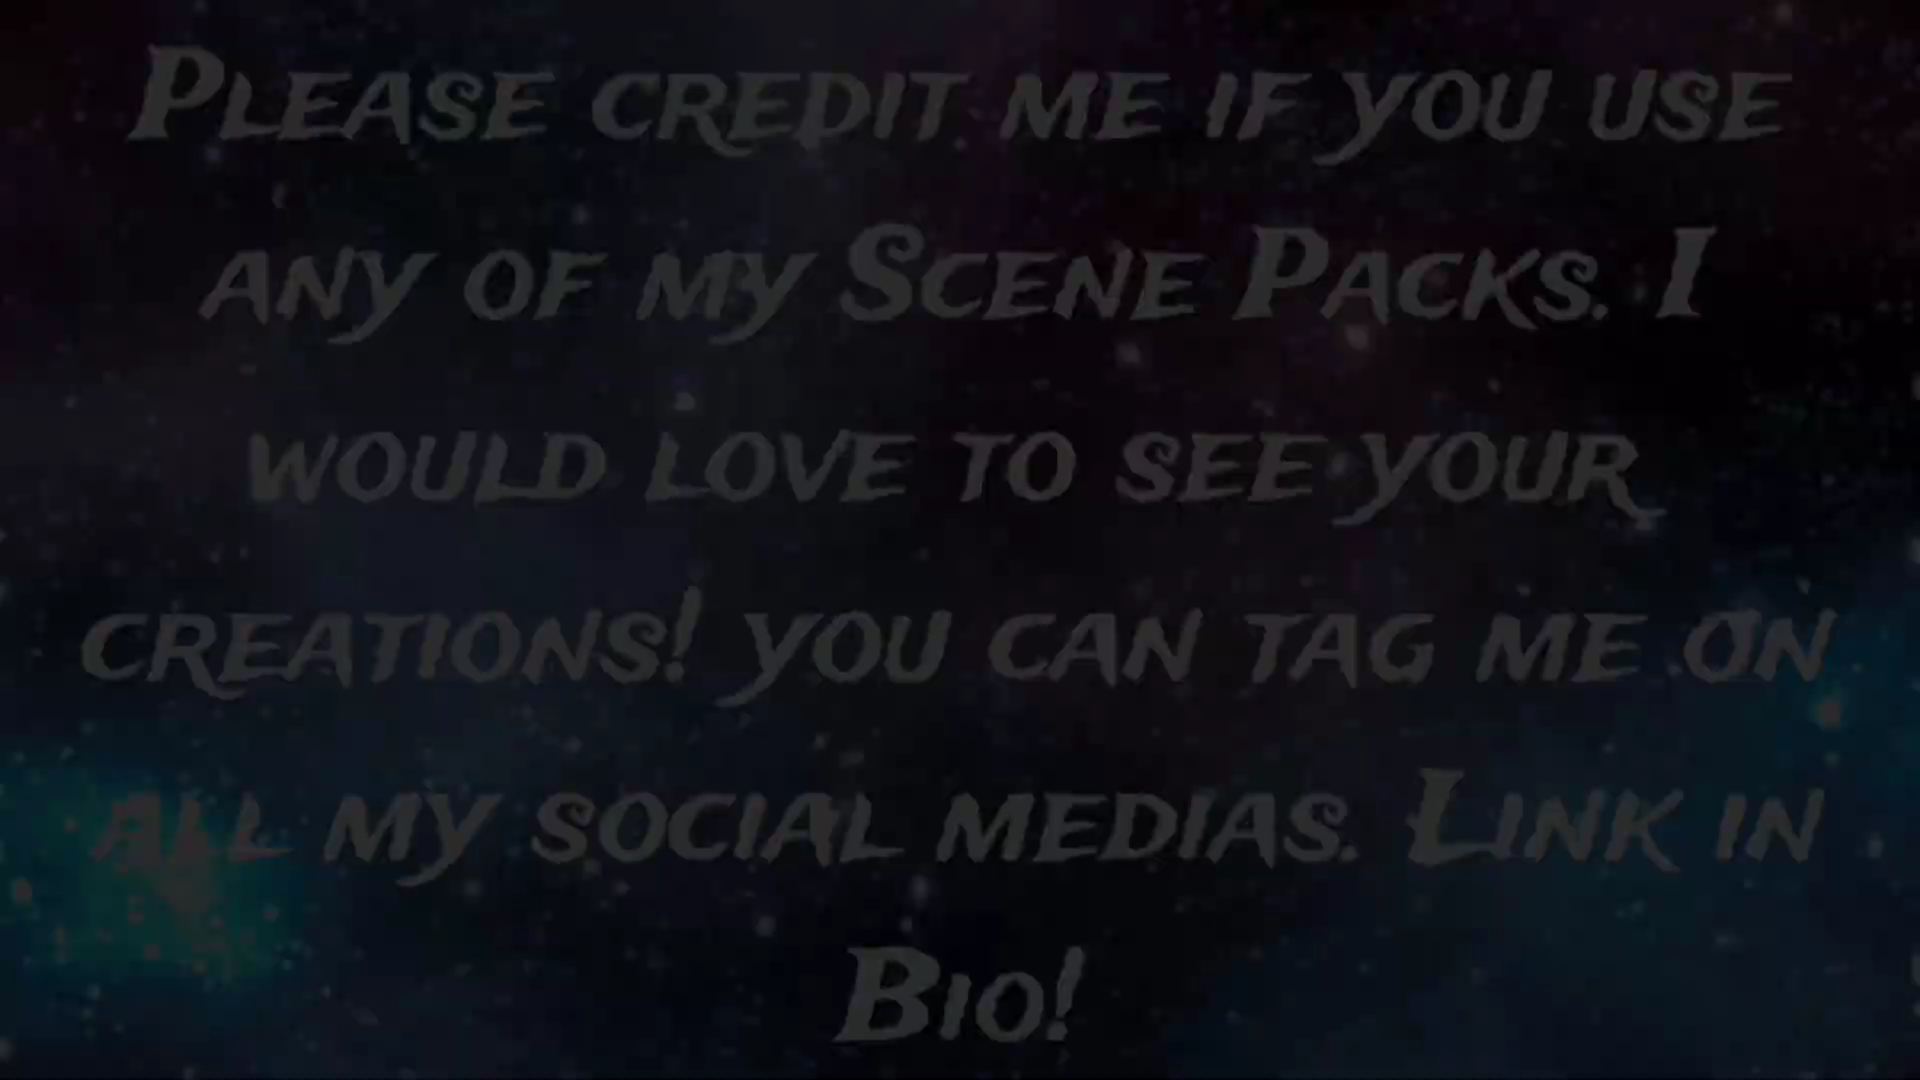 Please credit me if you use
any of my Scene Packs. I
would love to see your
creations! you can tag me on
all my social medias. Link in
Bio!